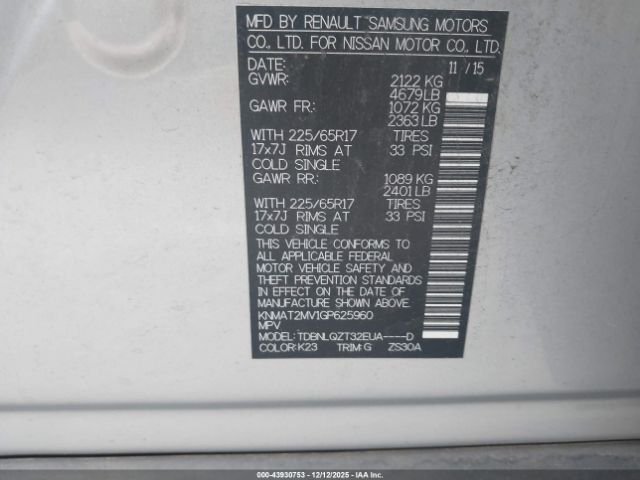 MFD BY RENAULT SAMSUNG MOTORS
CO., LTD. FOR NISSAN MOTOR CO., LTD.
DATE: 11 / 15
GVWR: 2122 KG
4679 LB
GAWR FR: 1072 KG
2363 LB
WITH 225/65R17 TIRES
17x7J RIMS AT 33 PSI
COLD SINGLE
GAWR RR: 1089 KG
2401 LB
WITH 225/65R17 TIRES
17x7J RIMS AT 33 PSI
COLD SINGLE
THIS VEHICLE CONFORMS TO
ALL APPLICABLE FEDERAL
MOTOR VEHICLE SAFETY AND
THEFT PREVENTION STANDARDS
IN EFFECT ON THE DATE OF
MANUFACTURE SHOWN ABOVE.
KNMAT2MV1GP625960
MPV
MODEL: TDBNLQZT32EUA----D
COLOR: K23 TRIM: G ZS30A
000-43930753 - 12/12/2025 - IAAI.COM